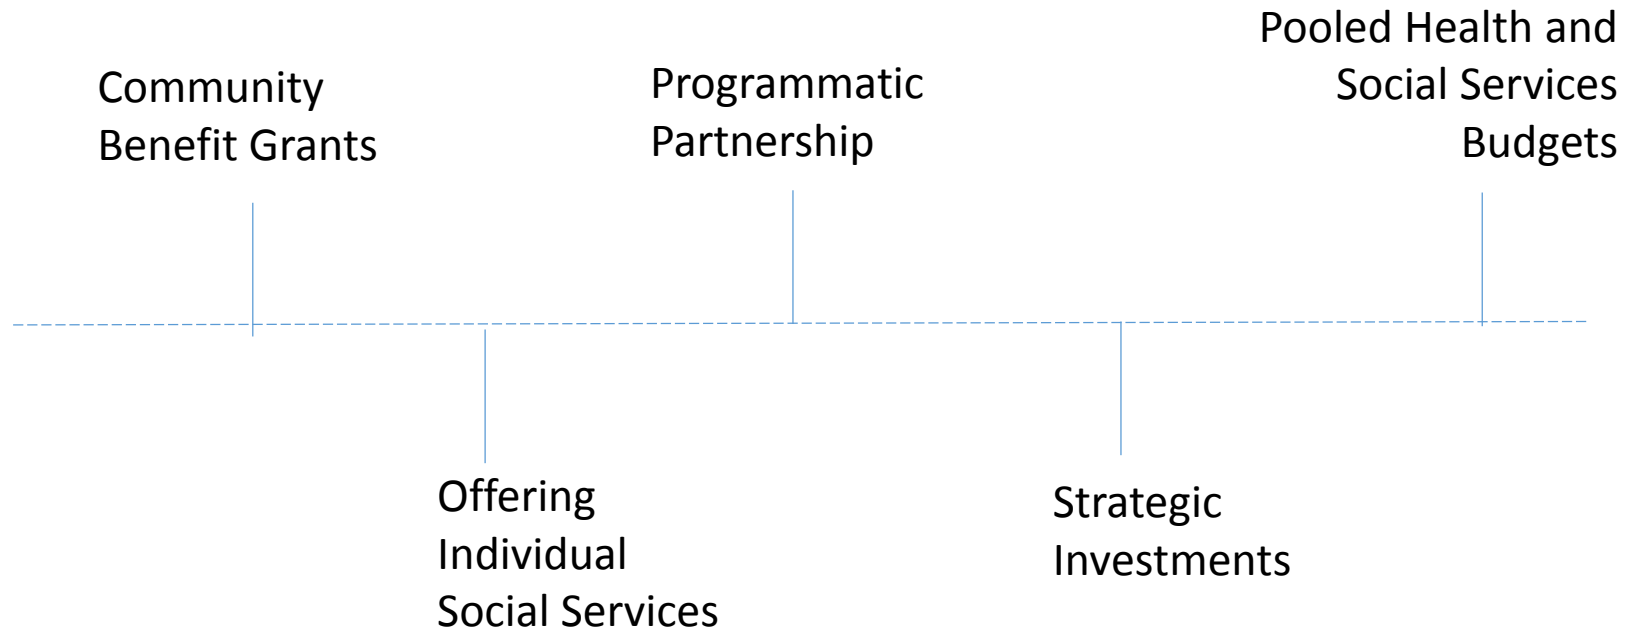 Community
Benefit Grants
Programmatic
Partnership
Pooled Health and
Social Services
Budgets
Offering
Individual
Social Services
Strategic
Investments